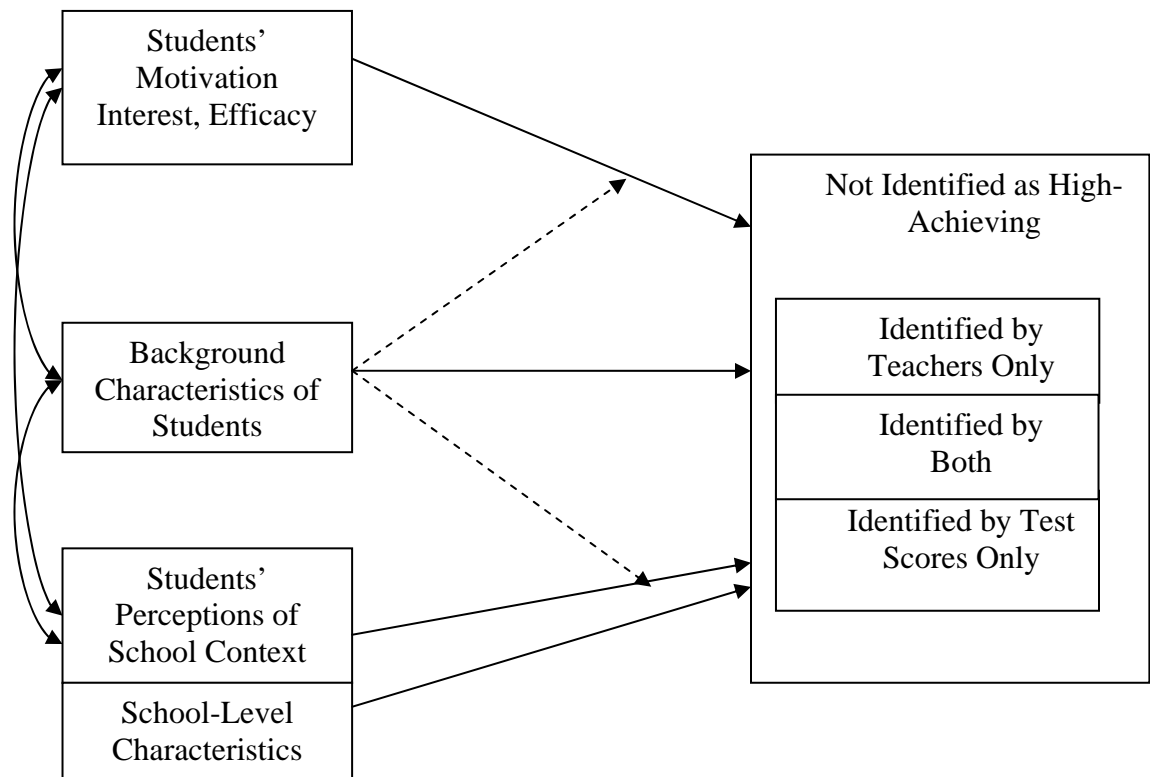 Students’
Motivation
Interest, Efficacy
Background
Characteristics of
Students
Students’
Perceptions of
School Context
School-Level
Characteristics
Not Identified as High-
Achieving
Identified by
Teachers Only
Identified by
Both
Identified by Test
Scores Only